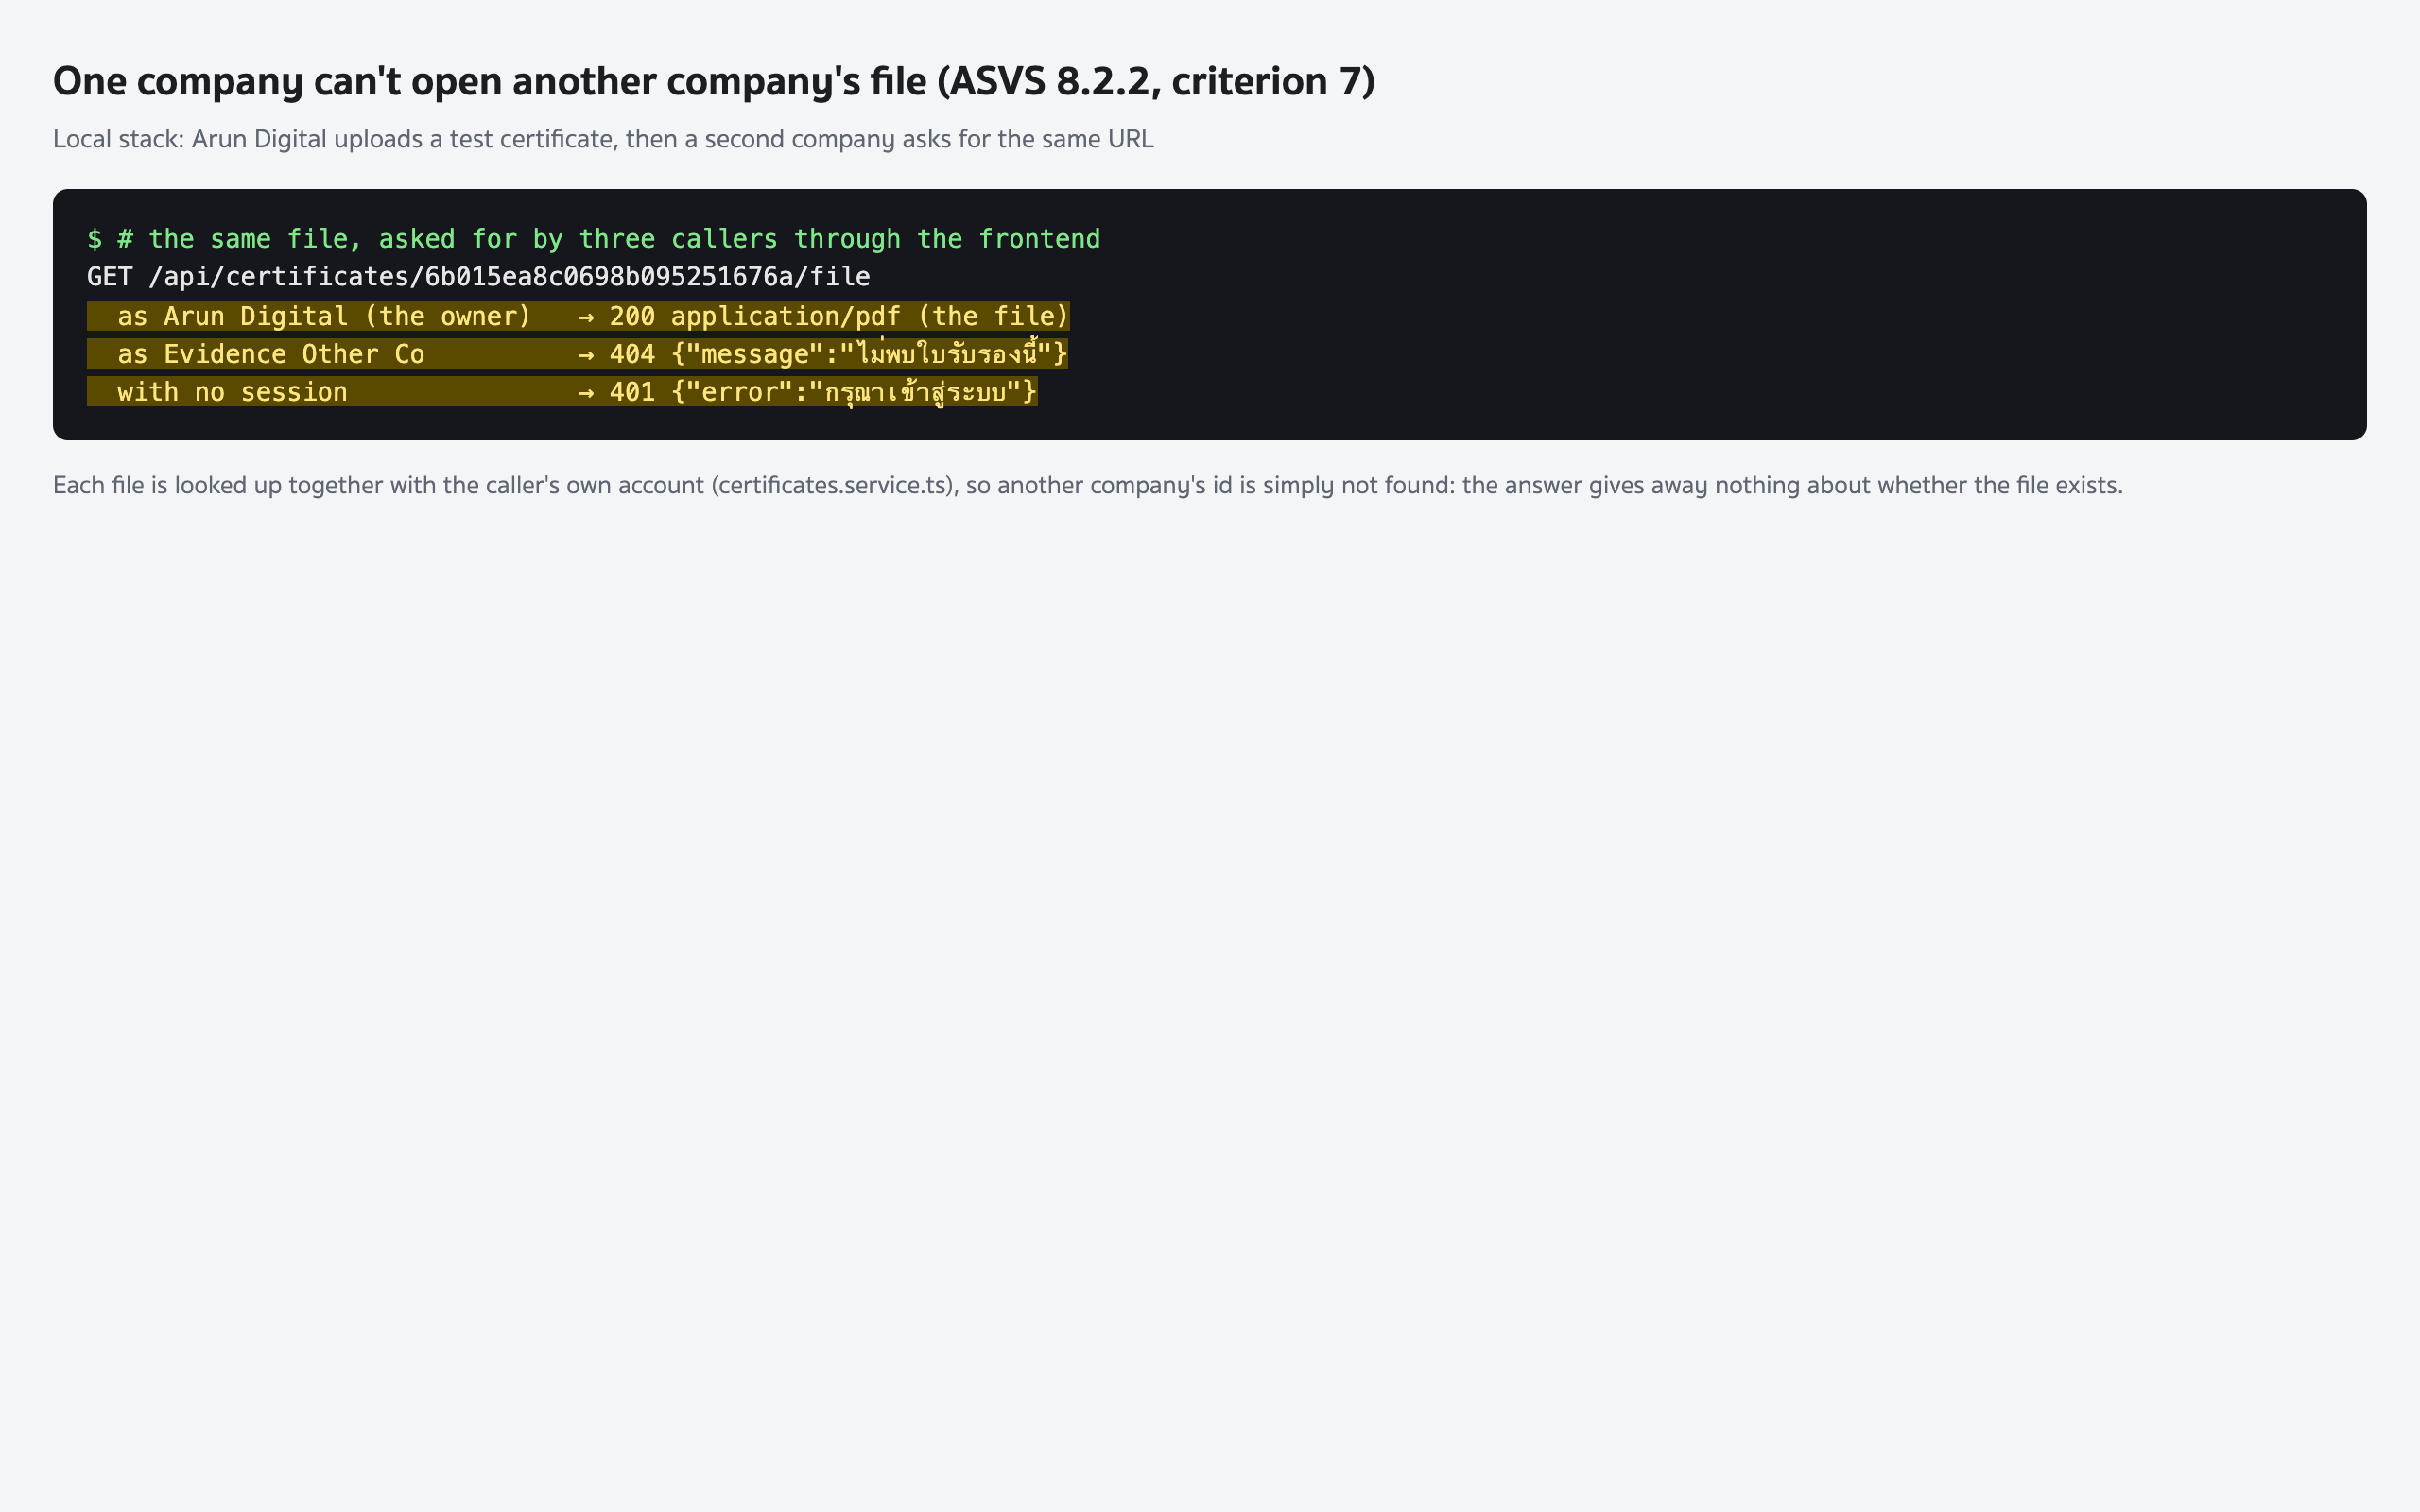 One company can't open another company's file (ASVS 8.2.2, criterion 7)
Local stack: Arun Digital uploads a test certificate, then a second company asks for the same URL
$ # the same file, asked for by three callers through the frontend
GET /api/certificates/6b015ea8c0698b095251676a/file
as Arun Digital (the owner) → 200 application/pdf (the file)
as Evidence Other Co → 404 {"message":"ไม่พบใบรับรองนี้"}
with no session → 401 {"error":"กรุณาเข้าสู่ระบบ"}
Each file is looked up together with the caller's own account (certificates.service.ts), so another company's id is simply not found: the answer gives away nothing about whether the file exists.